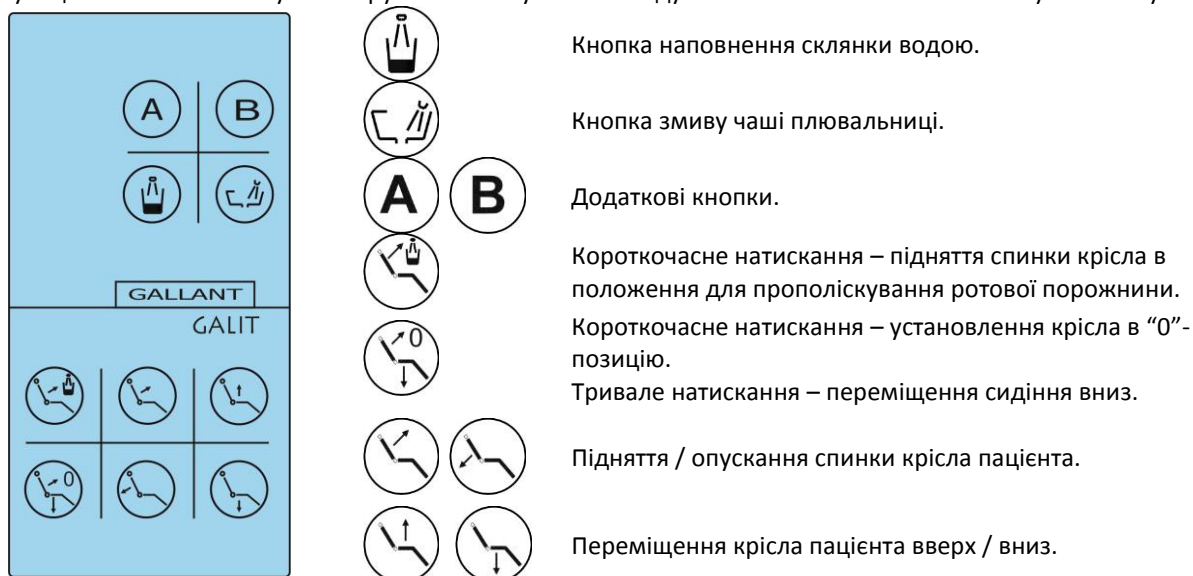 A B
GALLANT
GALIT
0
Кнопка наповнення склянки водою.
Кнопка змиву чаші плювальниці.
A B
Додаткові кнопки.
Короткочасне натискання – підняття спинки крісла в
положення для прополіскування ротової порожнини.
0
Короткочасне натискання – установлення крісла в “0”-
позицію.
Тривале натискання – переміщення сидіння вниз.
Підняття / опускання спинки крісла пацієнта.
Переміщення крісла пацієнта вверх / вниз.